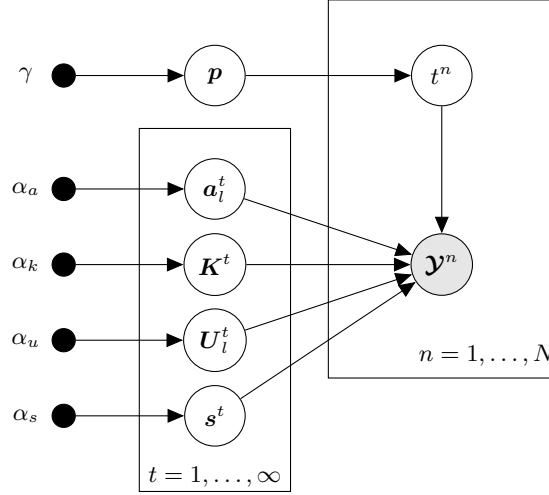 γ
p
t^n
α_a
a_l^t
α_k
K^t
𝓨^n
α_u
U_l^t
n = 1, . . . , N
α_s
s^t
t = 1, . . . , ∞